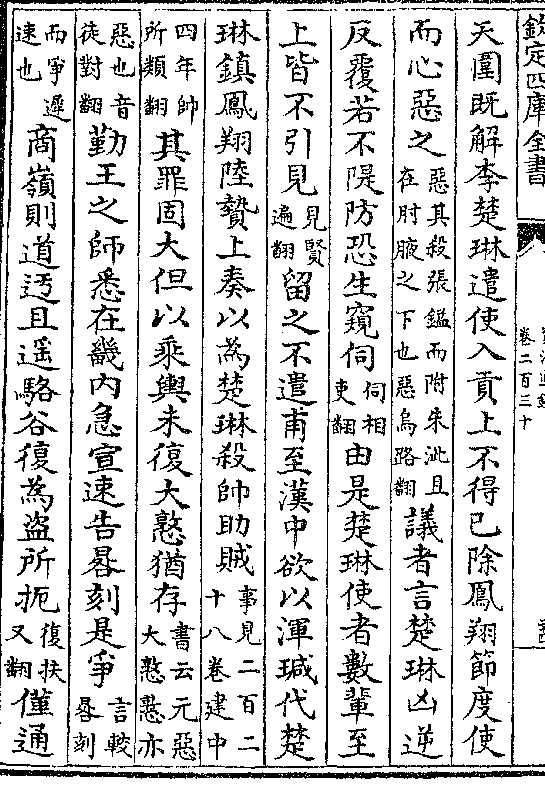 欽定四庫全書
卷二百三十
天圍既解李楚琳遣使入貢上不得已除鳳翔節度使
而心惡之惡其殺張鎰而附朱泚且在肘腋之下也惡烏路翻議者言楚琳凶逆
反覆若不隄防恐生窺伺伺相吏翻由是楚琳使者數輩至
上皆不引見見賢遍翻留之不遣甫至漢中欲以渾瑊代楚
琳鎮鳳翔陸贄上奏以為楚琳殺帥助賊事見二百二十八卷建中
四年帥所類翻其罪固大但以乘輿未復大憝猶存書云元惡大憝憝亦
惡也音徒對翻勤王之師悉在畿內急宣速告晷刻是爭言較晷刻
而爭遲速也商嶺則道迂且遥駱谷復為盜所扼復扶又翻僅通